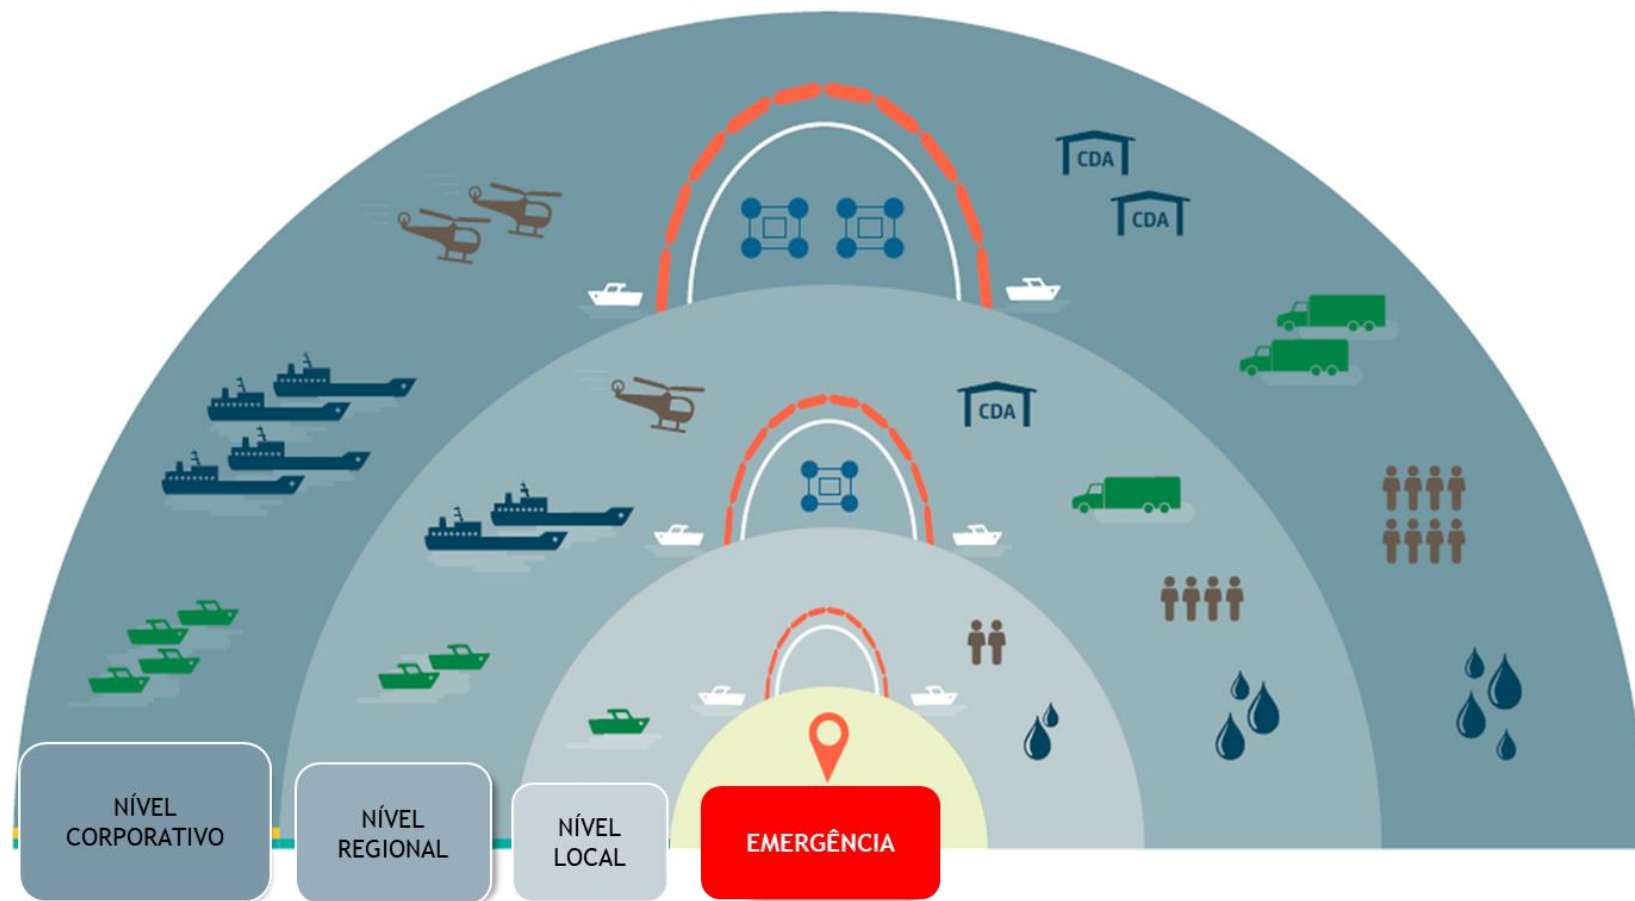 CDA
CDA
CDA
NÍVEL
CORPORATIVO
NÍVEL
REGIONAL
NÍVEL
LOCAL
EMERGÊNCIA